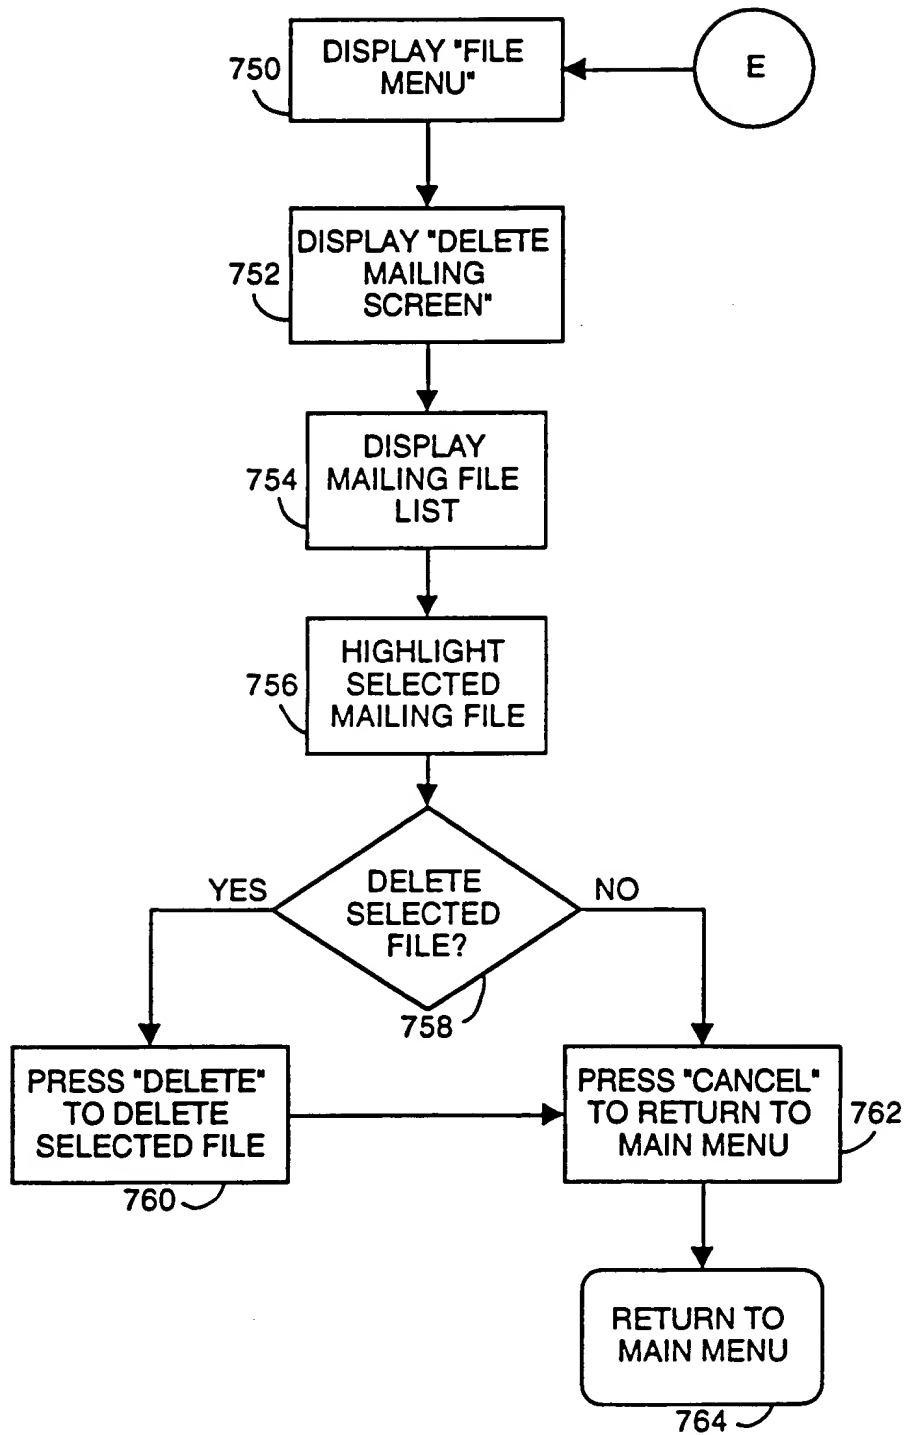 DISPLAY "FILE
MENU"
750
E
DISPLAY "DELETE
MAILING
SCREEN"
752
DISPLAY
MAILING FILE
LIST
754
HIGHLIGHT
SELECTED
MAILING FILE
756
DELETE
SELECTED
FILE?
YES
NO
758
PRESS "DELETE"
TO DELETE
SELECTED FILE
760
PRESS "CANCEL"
TO RETURN TO
MAIN MENU
762
RETURN TO
MAIN MENU
764